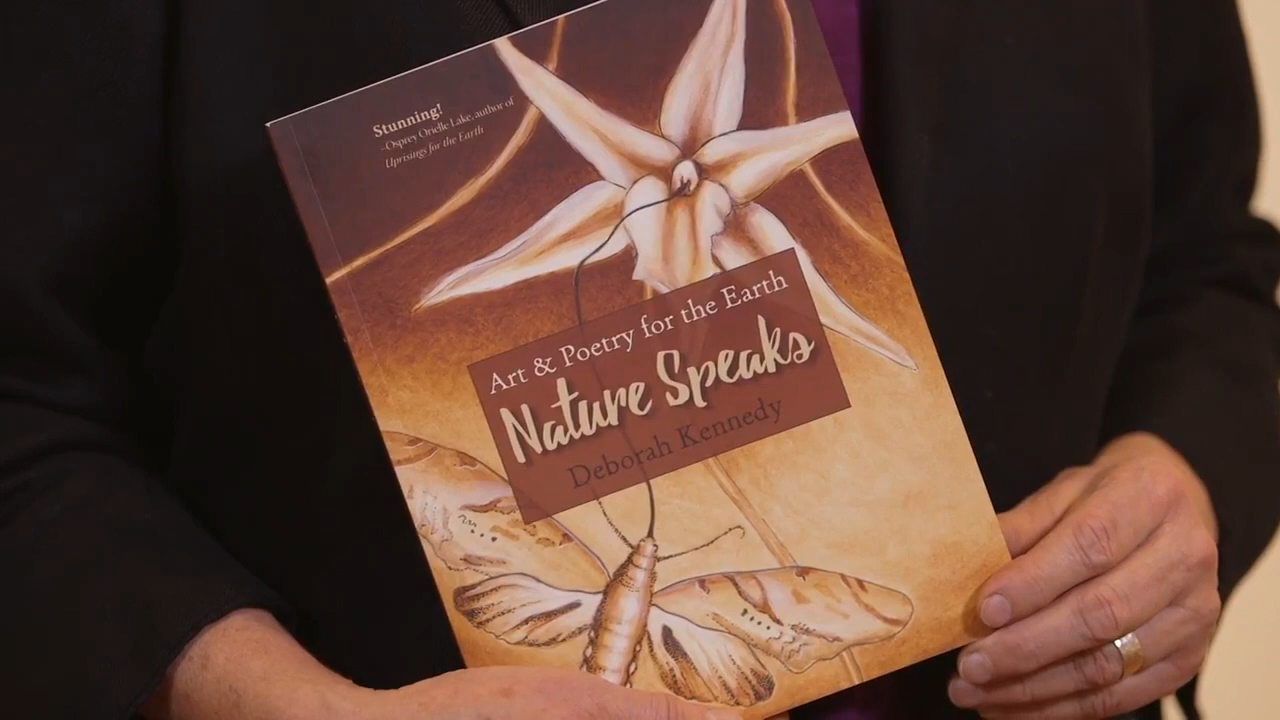 Stunning!
–Osprey Orielle Lake, author of
Uprisings for the Earth
Art & Poetry for the Earth
Nature Speaks
Deborah Kennedy